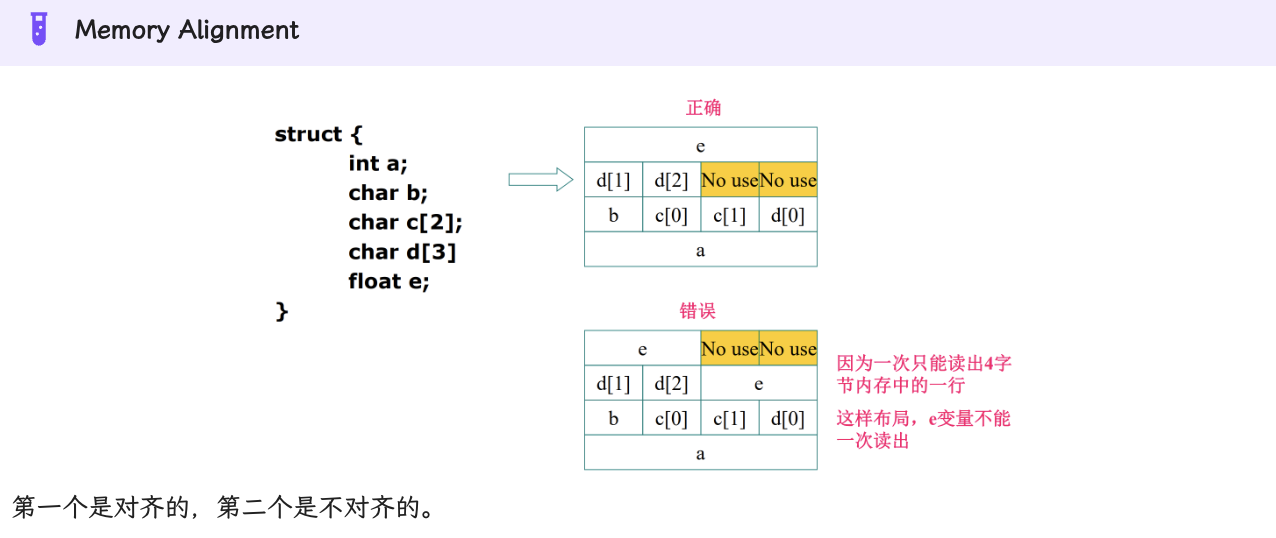 Memory Alignment
struct {
int a;
char b;
char c[2];
char d[3]
float e;
}
正确
e
d[1] d[2] No use No use
b c[0] c[1] d[0]
a
错误
e No use No use
d[1] d[2] e
b c[0] c[1] d[0]
a
因为一次只能读出4字
节内存中的一行
这样布局，e变量不能
一次读出
第一个是对齐的，第二个是不对齐的。